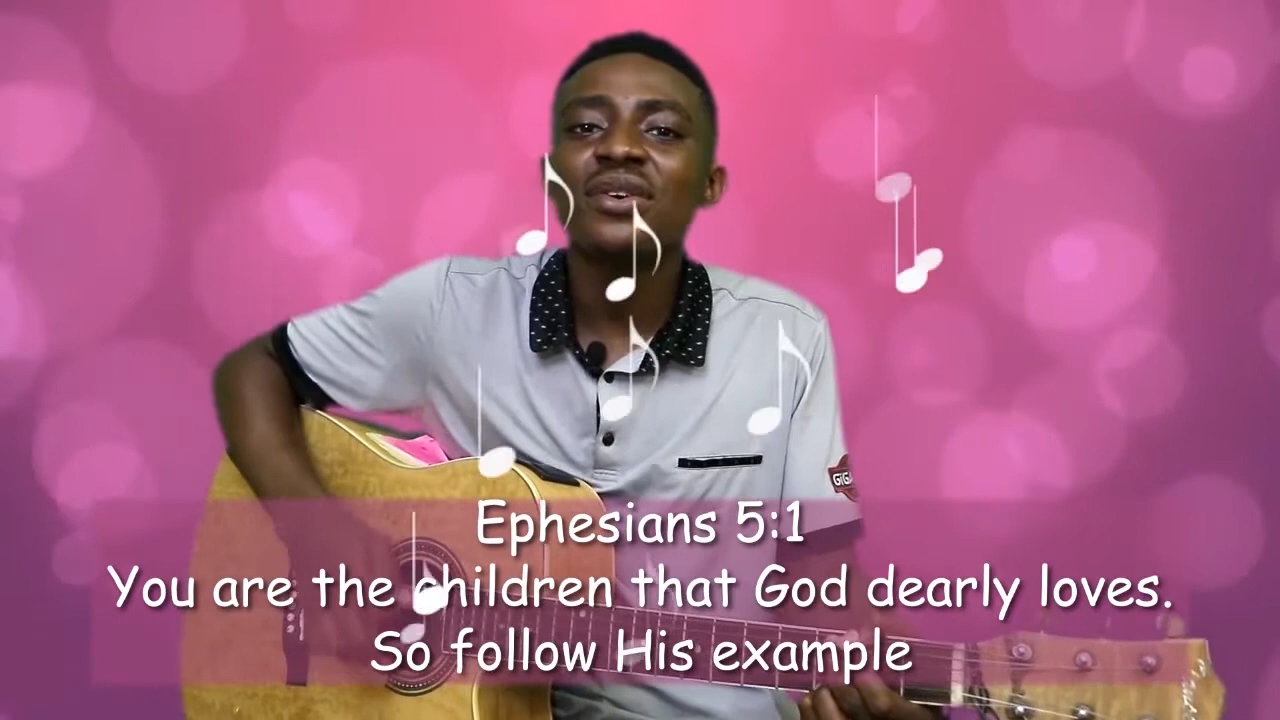 Ephesians 5:1
You are the children that God dearly loves.
So follow His example